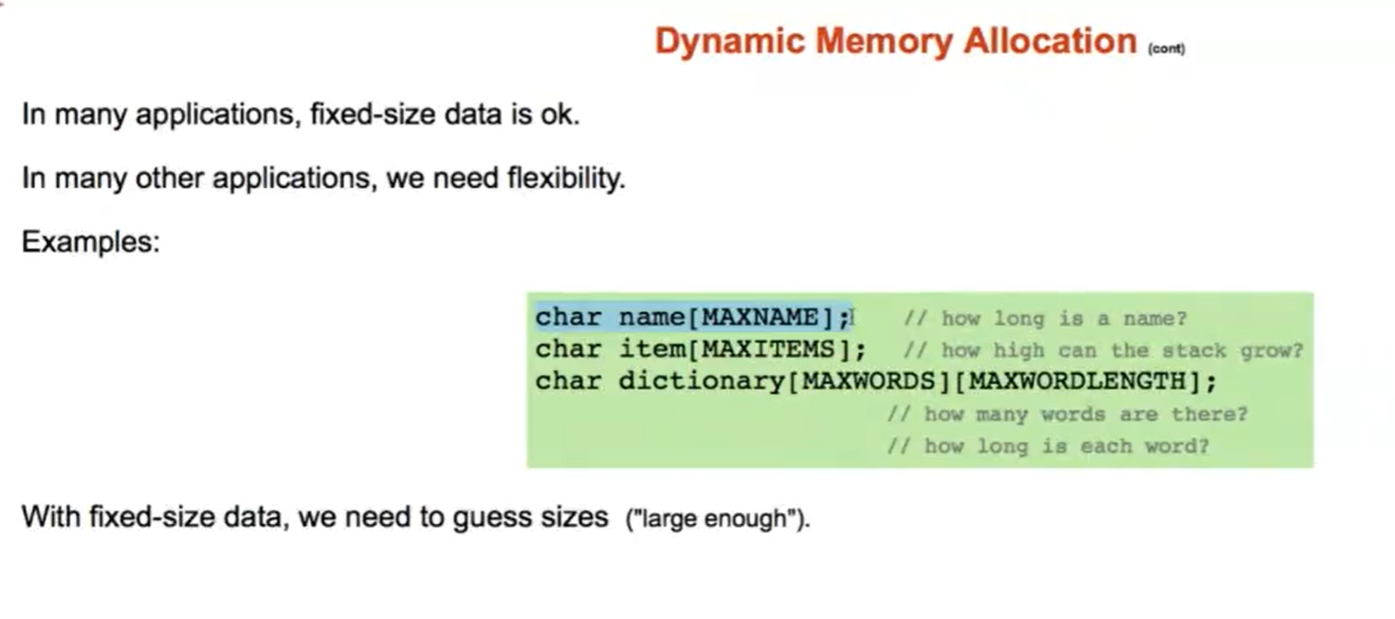 Dynamic Memory Allocation (cont)
In many applications, fixed-size data is ok.
In many other applications, we need flexibility.
Examples:
char name[MAXNAME];   // how long is a name?
char item[MAXITEMS];  // how high can the stack grow?
char dictionary[MAXWORDS][MAXWORDLENGTH];
// how many words are there?
// how long is each word?
With fixed-size data, we need to guess sizes ("large enough").